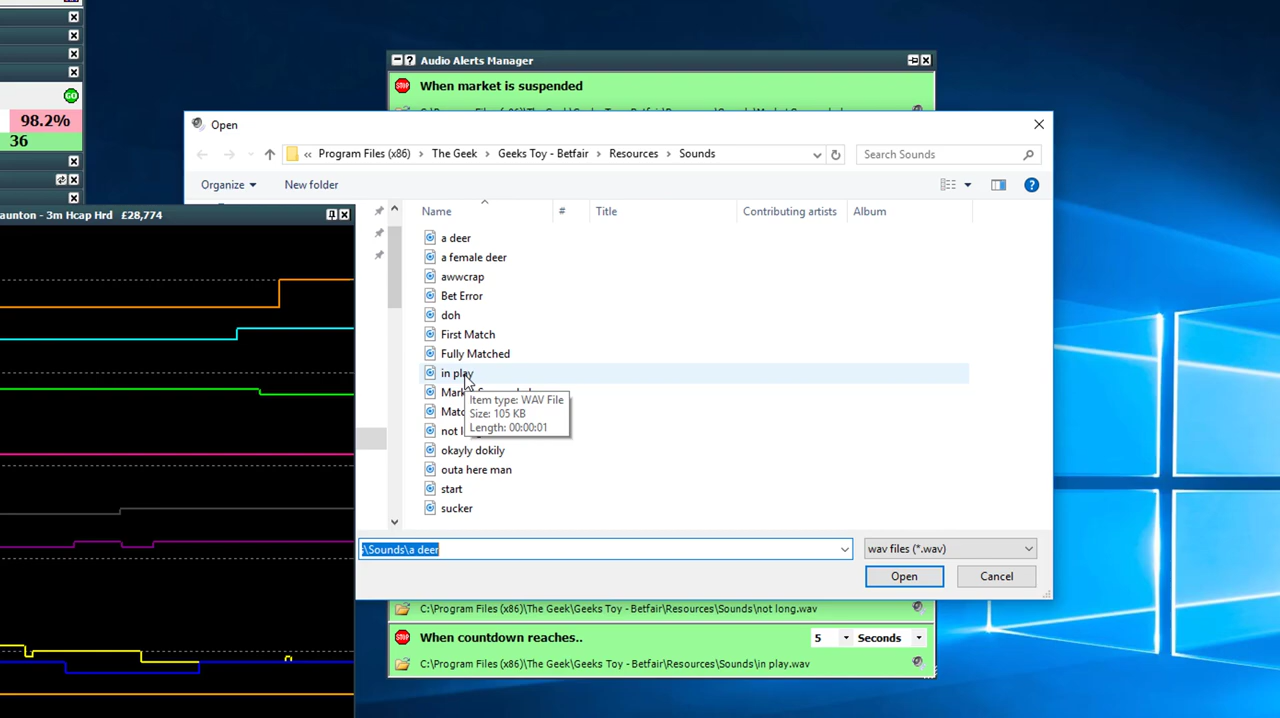 Audio Alerts Manager
STOP When market is suspended
GO
98.2%
36
Open
« Program Files (x86) > The Geek > Geeks Toy - Betfair > Resources > Sounds
Search Sounds
Organize
New folder
aunton - 3m Hcap Hrd £28,774
Name # Title Contributing artists Album
a deer
a female deer
awwcrap
Bet Error
doh
First Match
Fully Matched
in play
Item type: WAV File
Size: 105 KB
Length: 00:00:01
okayly dokily
outa here man
start
sucker
:\Sounds\a deer
wav files (*.wav)
Open Cancel
C:\Program Files (x86)\The Geek\Geeks Toy - Betfair\Resources\Sounds\not long.wav
STOP When countdown reaches.. 5 Seconds
C:\Program Files (x86)\The Geek\Geeks Toy - Betfair\Resources\Sounds\in play.wav